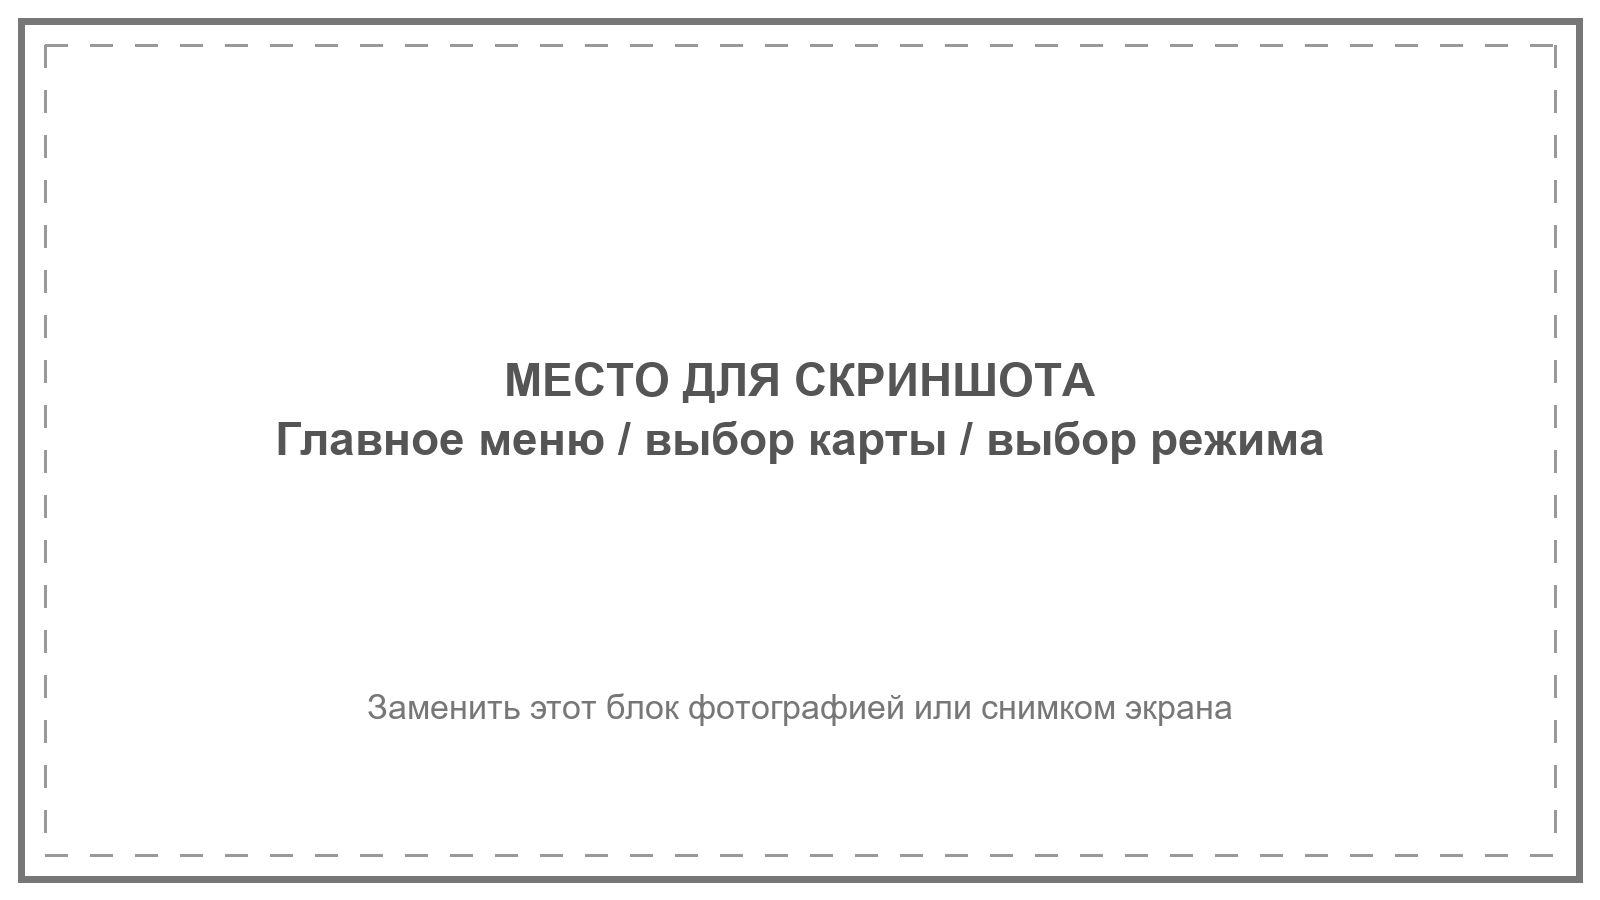 МЕСТО ДЛЯ СКРИНШОТА
Главное меню / выбор карты / выбор режима
Заменить этот блок фотографией или снимком экрана